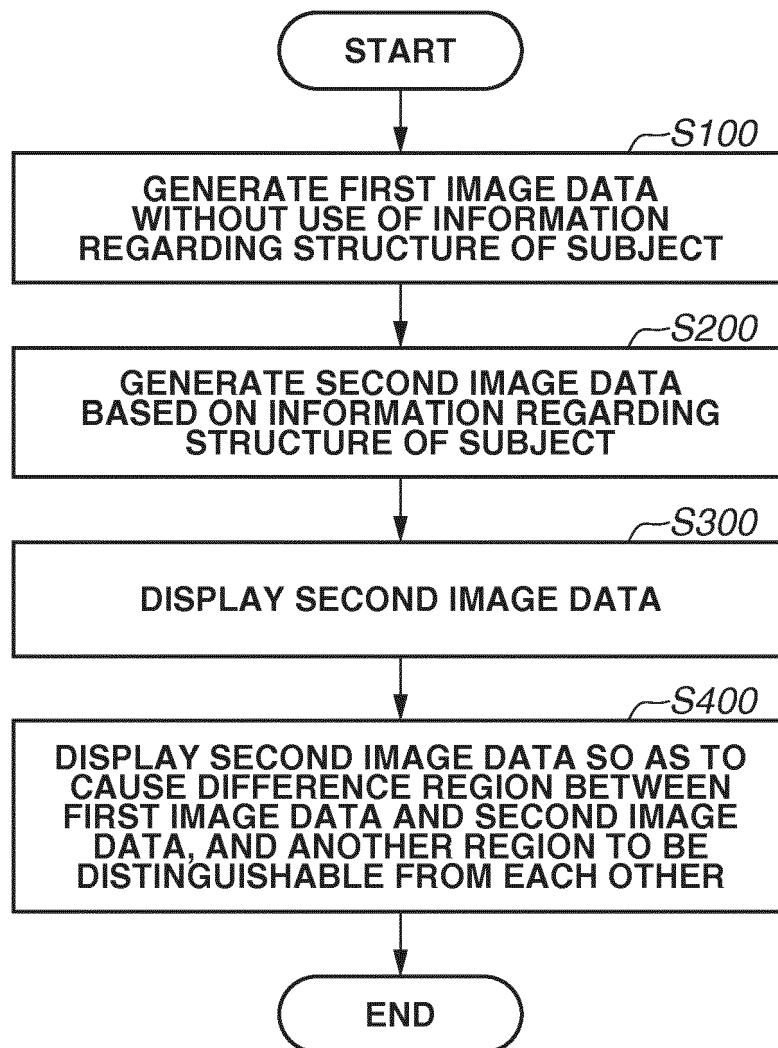 START
S100
GENERATE FIRST IMAGE DATA
WITHOUT USE OF INFORMATION
REGARDING STRUCTURE OF SUBJECT
S200
GENERATE SECOND IMAGE DATA
BASED ON INFORMATION REGARDING
STRUCTURE OF SUBJECT
S300
DISPLAY SECOND IMAGE DATA
S400
DISPLAY SECOND IMAGE DATA SO AS TO
CAUSE DIFFERENCE REGION BETWEEN
FIRST IMAGE DATA AND SECOND IMAGE
DATA, AND ANOTHER REGION TO BE
DISTINGUISHABLE FROM EACH OTHER
END